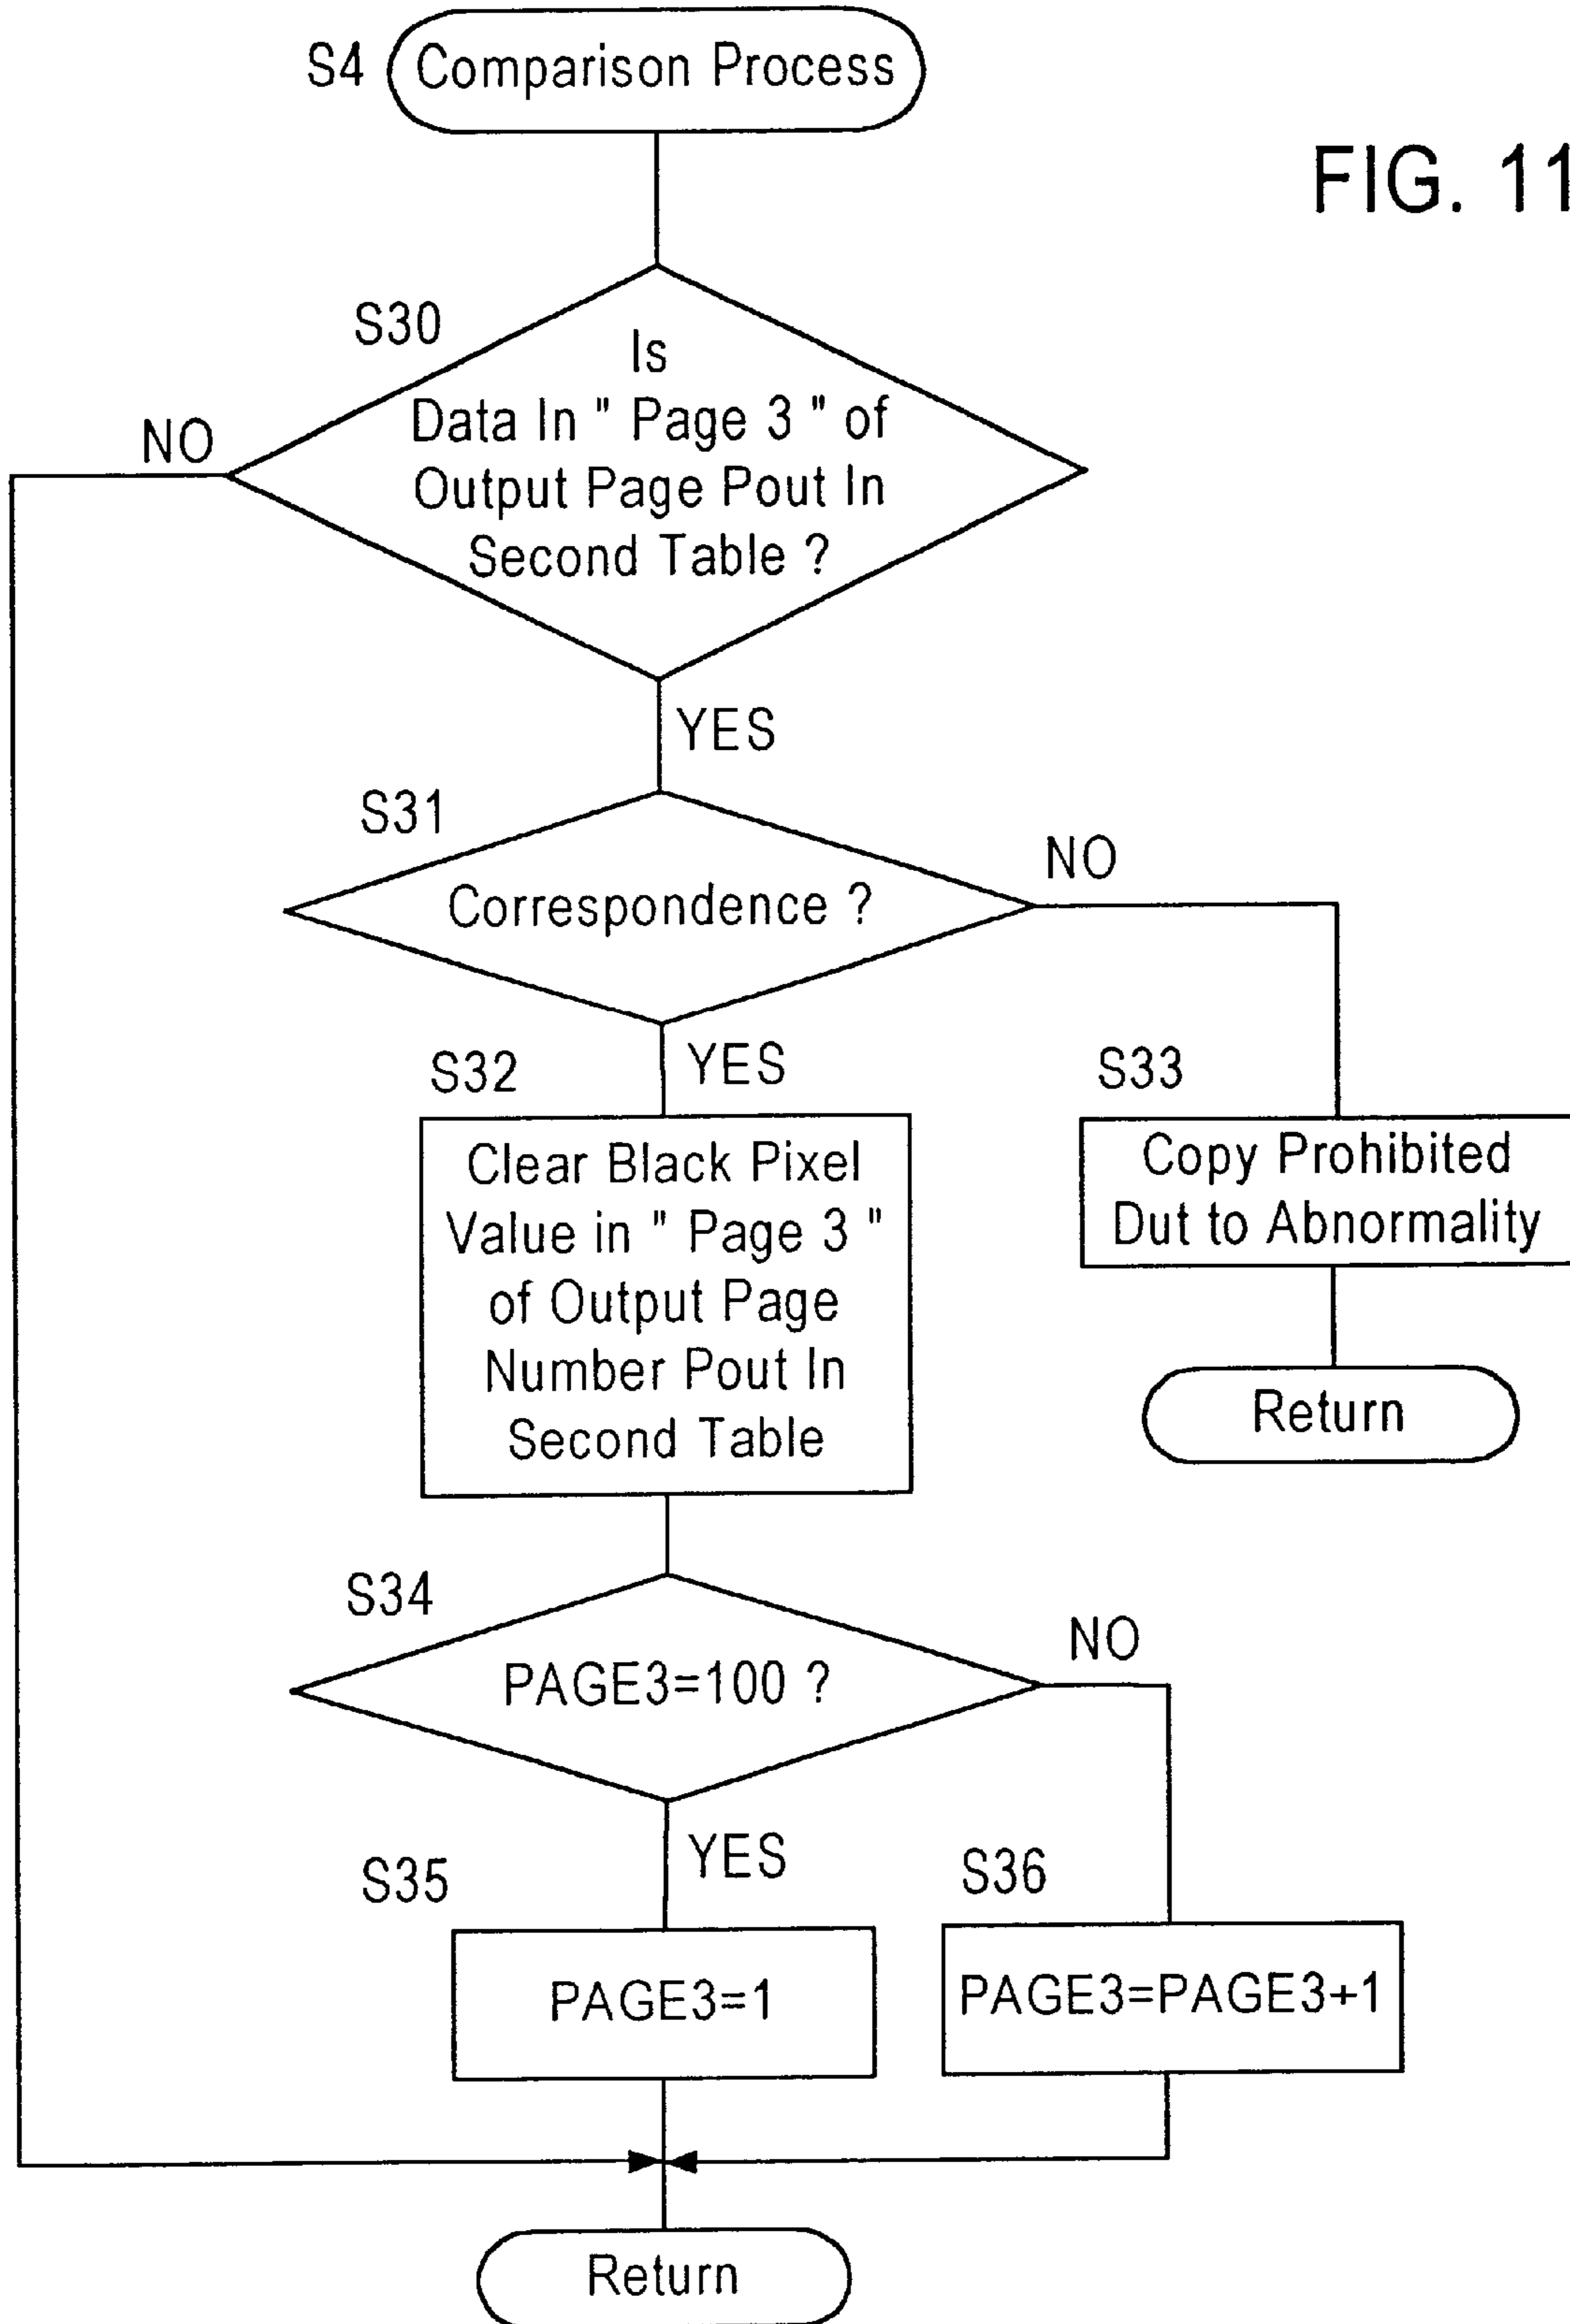 S4 Comparison Process
FIG. 11
S30
Is
Data In " Page 3 " of
Output Page Pout In
Second Table ?
NO
YES
S31
Correspondence ?
NO
YES
S32
Clear Black Pixel
Value in " Page 3 "
of Output Page
Number Pout In
Second Table
S33
Copy Prohibited
Dut to Abnormality
Return
S34
PAGE3=100 ?
NO
YES
S35
PAGE3=1
S36
PAGE3=PAGE3+1
Return